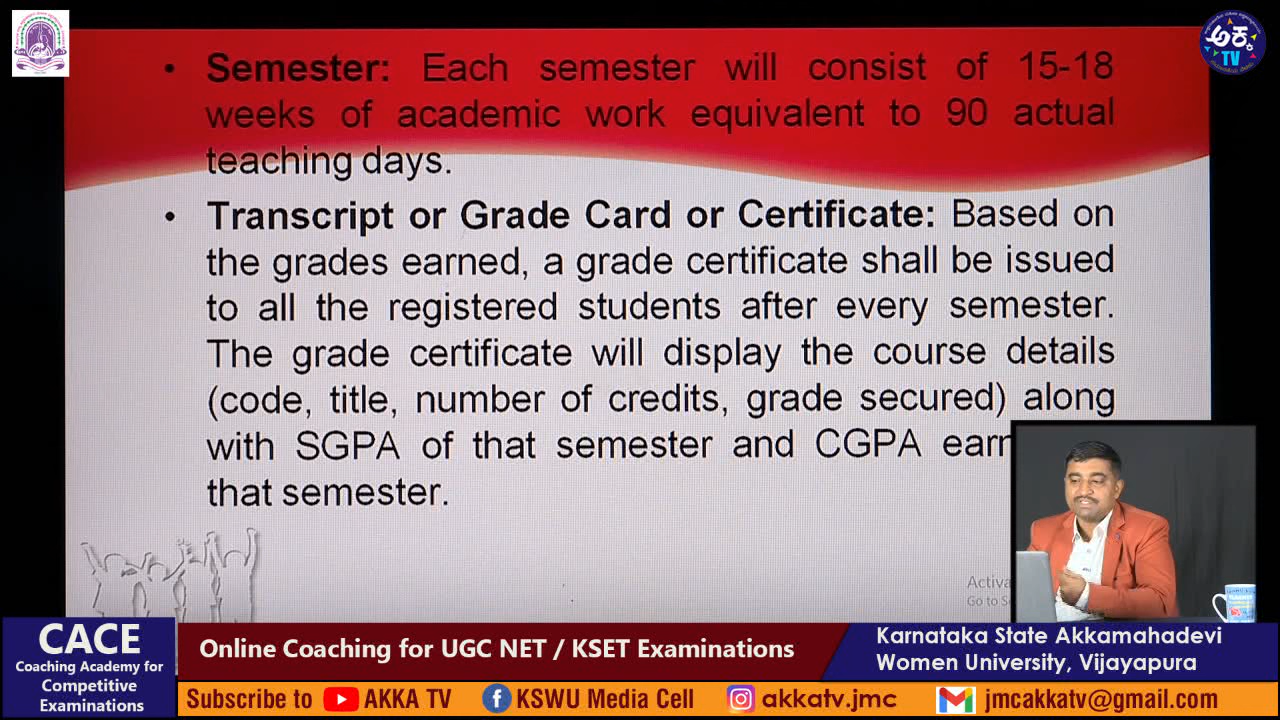 ಅಕ್ಕ
TV
• Semester: Each semester will consist of 15-18
weeks of academic work equivalent to 90 actual
teaching days.
• Transcript or Grade Card or Certificate: Based on
the grades earned, a grade certificate shall be issued
to all the registered students after every semester.
The grade certificate will display the course details
(code, title, number of credits, grade secured) along
with SGPA of that semester and CGPA
that semester.
Go to
CACE
Coaching Academy for
Competitive
Examinations
Online Coaching for UGC NET / KSET Examinations
Karnataka State Akkamahadevi
Women University, Vijayapura
Subscribe to AKKA TV KSWU Media Cell akkatv.jmc jmcakkatv@gmail.com